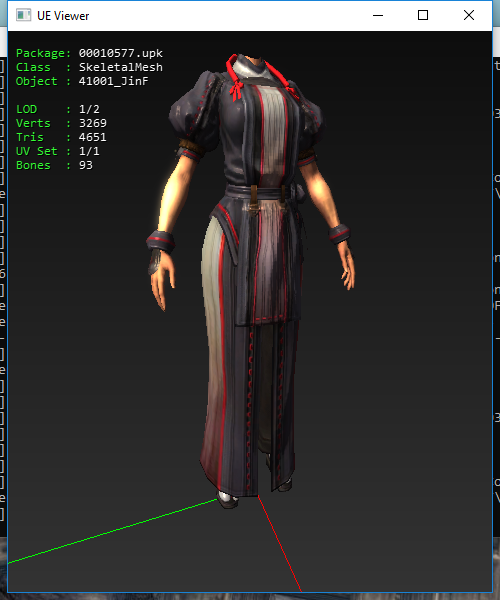 UE Viewer
Package: 00010577.upk
Class : SkeletalMesh
Object : 41001_JinF
LOD : 1/2
Verts : 3269
Tris : 4651
UV Set : 1/1
Bones : 93